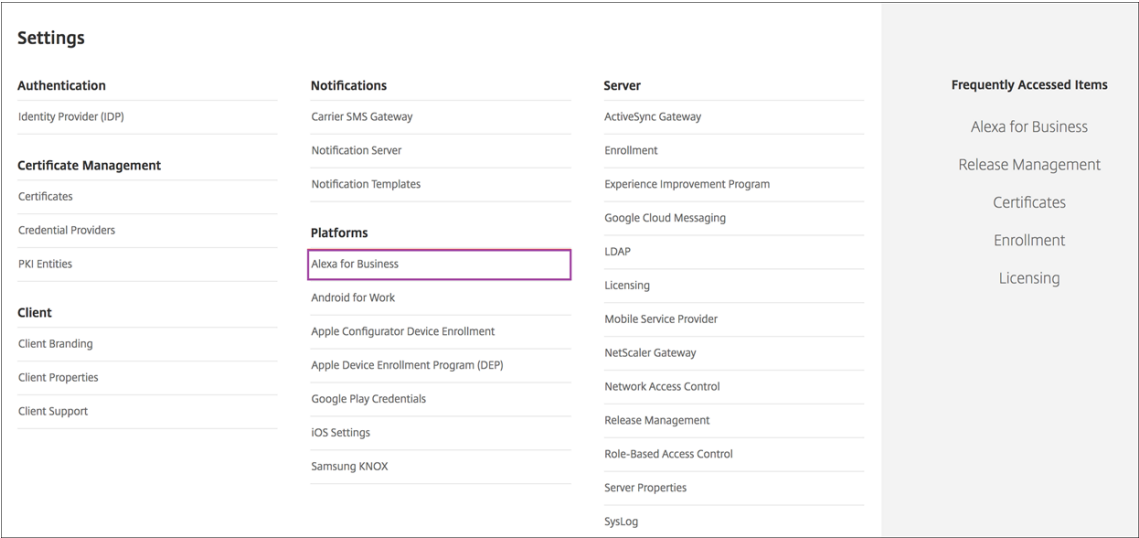 Settings
Authentication
Identity Provider (IDP)
Certificate Management
Certificates
Credential Providers
PKI Entities
Client
Client Branding
Client Properties
Client Support
Notifications
Carrier SMS Gateway
Notification Server
Notification Templates
Platforms
Alexa for Business
Android for Work
Apple Configurator Device Enrollment
Apple Device Enrollment Program (DEP)
Google Play Credentials
iOS Settings
Samsung KNOX
Server
ActiveSync Gateway
Enrollment
Experience Improvement Program
Google Cloud Messaging
LDAP
Licensing
Mobile Service Provider
NetScaler Gateway
Network Access Control
Release Management
Role-Based Access Control
Server Properties
SysLog
Frequently Accessed Items
Alexa for Business
Release Management
Certificates
Enrollment
Licensing